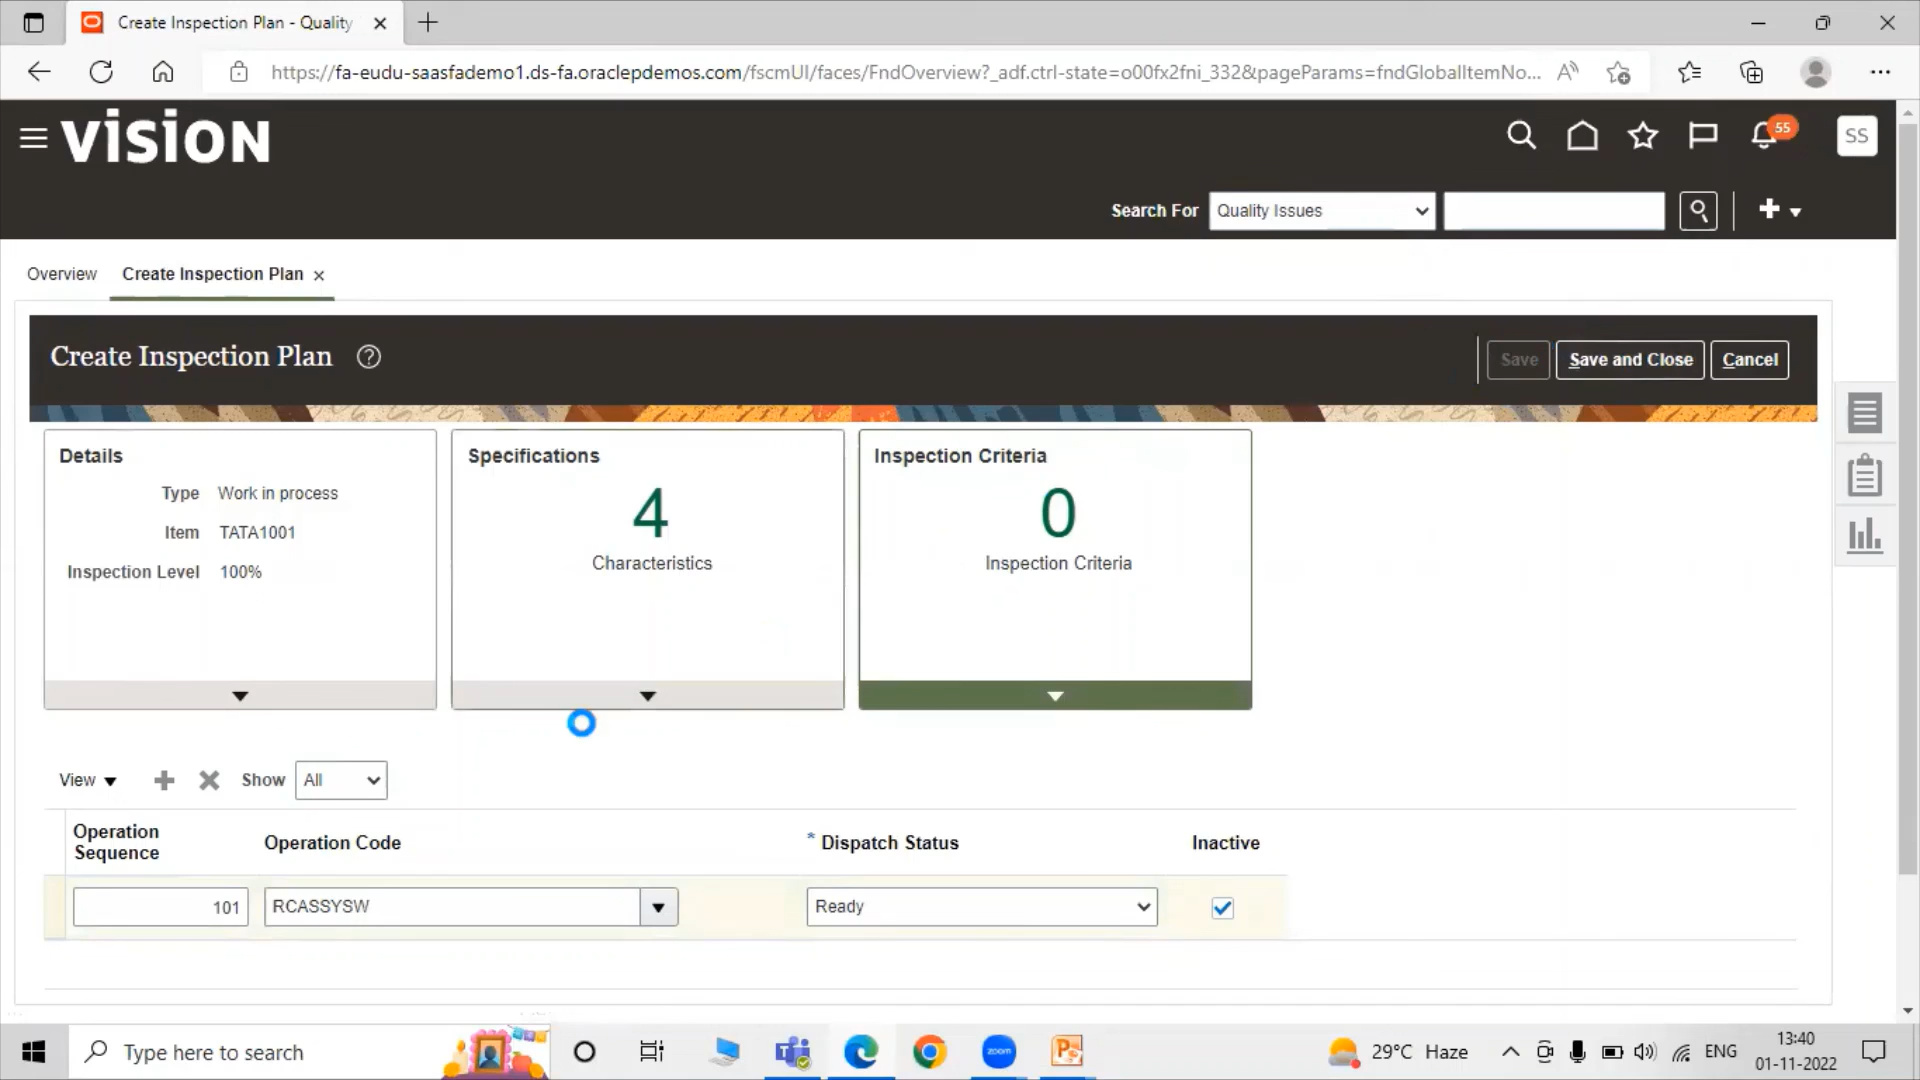 Create Inspection Plan - Quality
https://fa-eudu-saasfademo1.ds-fa.oraclepdemos.com/fscmUI/faces/FndOverview?_adf.ctrl-state=o00fx2fni_332&pageParams=fndGlobalItemNo...
VISION
55
SS
Search For Quality Issues
Overview Create Inspection Plan
Create Inspection Plan
Save Save and Close Cancel
Details
Type Work in process
Item TATA1001
Inspection Level 100%
Specifications
4
Characteristics
Inspection Criteria
0
Inspection Criteria
View Show All
Operation Sequence Operation Code * Dispatch Status Inactive
101 RCASSYSW Ready
Type here to search
zoom
29°C Haze
ENG
13:40
01-11-2022